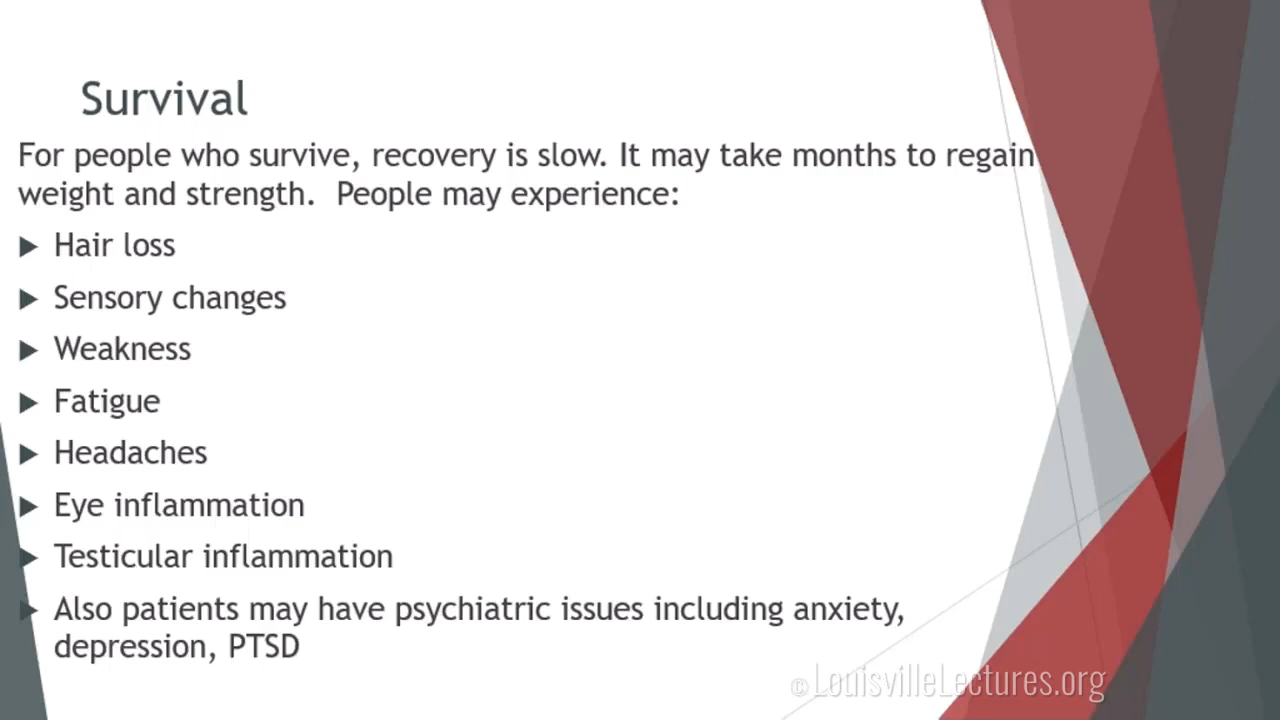 Survival
For people who survive, recovery is slow. It may take months to regain
weight and strength.  People may experience:
Hair loss
Sensory changes
Weakness
Fatigue
Headaches
Eye inflammation
Testicular inflammation
Also patients may have psychiatric issues including anxiety,
depression, PTSD
©LouisvilleLectures.org